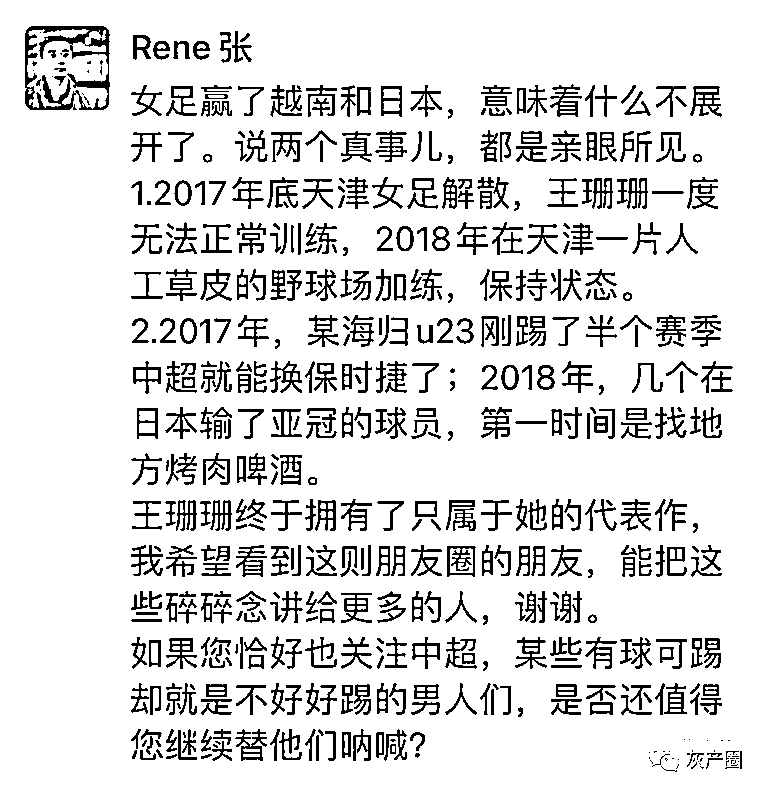 Rene张
女足赢了越南和日本，意味着什么不展
开了。说两个真事儿，都是亲眼所见。
1.2017年底天津女足解散，王珊珊一度
无法正常训练，2018年在天津一片人
工草皮的野球场加练，保持状态。
2.2017年，某海归u23刚踢了半个赛季
中超就能换保时捷了；2018年，几个在
日本输了亚冠的球员，第一时间是找地
方烤肉啤酒。
王珊珊终于拥有了只属于她的代表作，
我希望看到这则朋友圈的朋友，能把这
些碎碎念讲给更多的人，谢谢。
如果您恰好也关注中超，某些有球可踢
却就是不好好踢的男人们，是否还值得
您继续替他们呐喊？
灰产圈